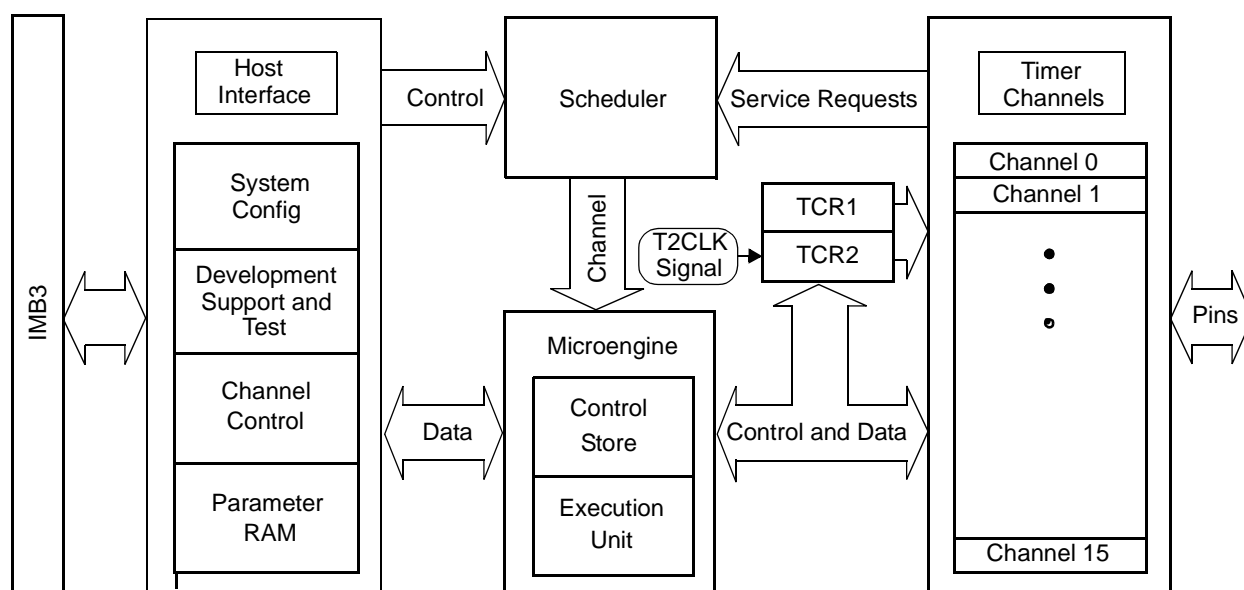 IMB3
Host
Interface
System
Config
Development
Support and
Test
Channel
Control
Parameter
RAM
Control
Data
Scheduler
Channel
Microengine
Control
Store
Execution
Unit
Service Requests
TCR1
TCR2
T2CLK
Signal
Control and Data
Timer
Channels
Channel 0
Channel 1
Channel 15
Pins